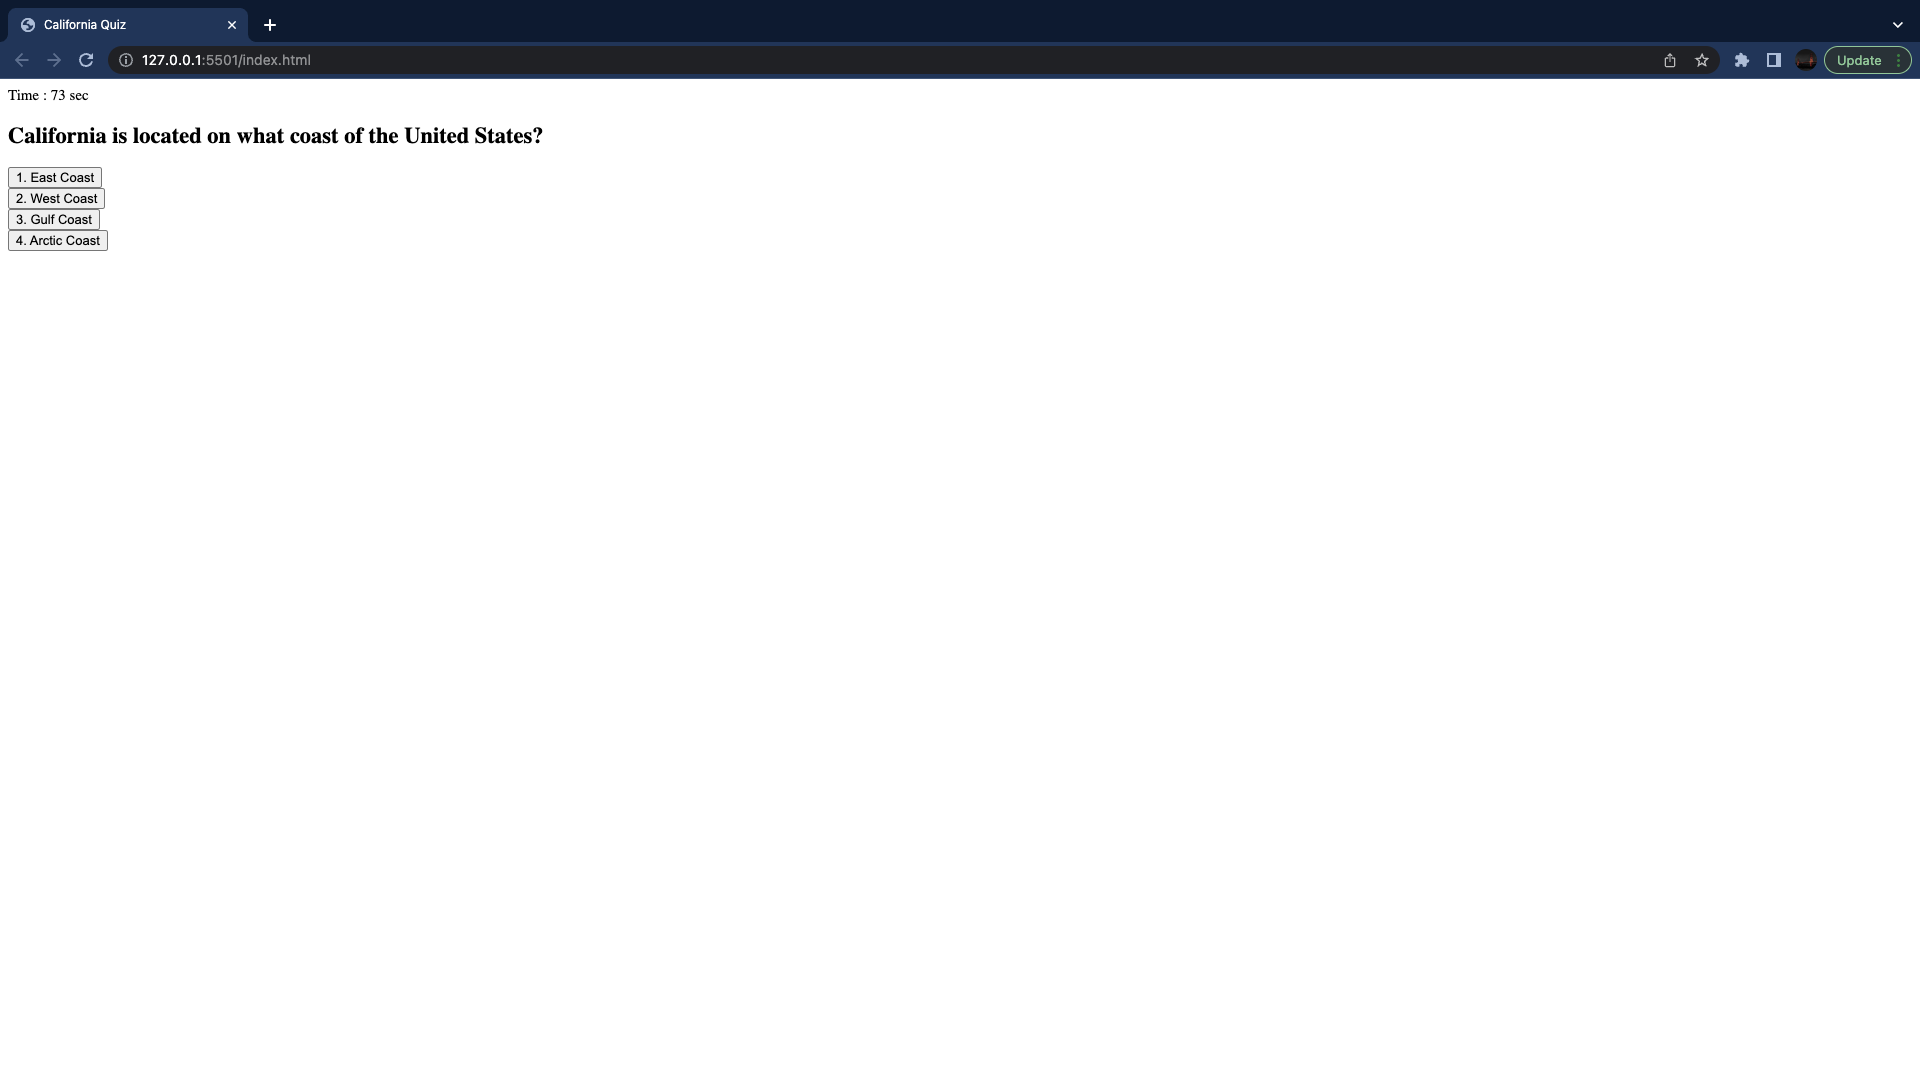 California Quiz
127.0.0.1:5501/index.html
Update
Time : 73 sec
California is located on what coast of the United States?
1. East Coast
2. West Coast
3. Gulf Coast
4. Arctic Coast